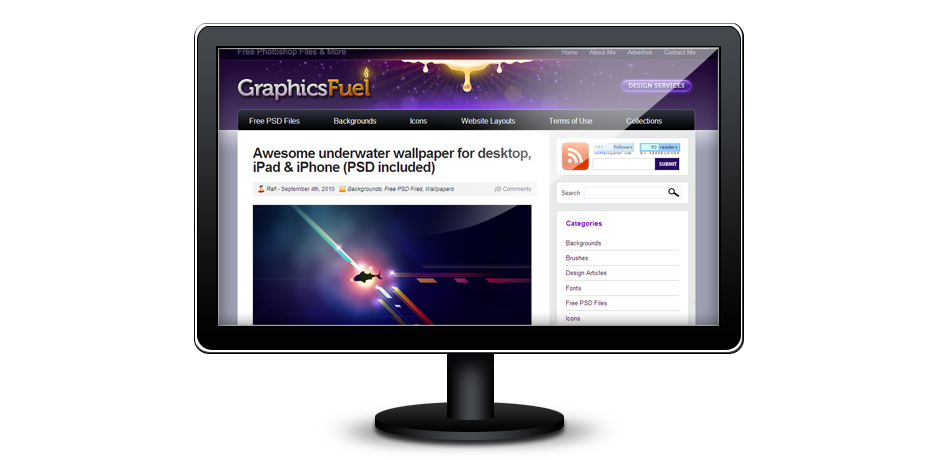 Free Photoshop Files & More
Home About Me Advertise Contact Me
GraphicsFuel
DESIGN SERVICES
Free PSD Files Backgrounds Icons Website Layouts Terms of Use Collections
Awesome underwater wallpaper for desktop,
iPad & iPhone (PSD included)
Rafi - September 4th, 2010 Backgrounds, Free PSD Files, Wallpapers (0) Comments
followers
90 readers
SUBMIT
Search
Categories
Backgrounds
Brushes
Design Articles
Fonts
Free PSD Files
Icons